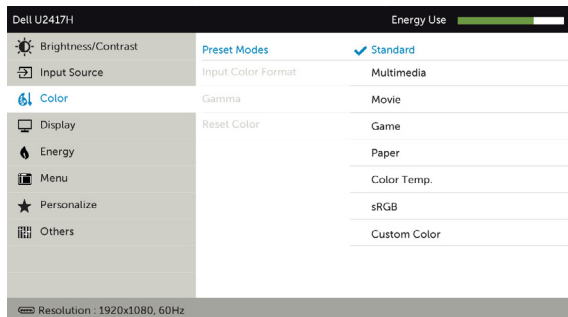 Dell U2417H
Energy Use
Brightness/Contrast
Input Source
Color
Display
Energy
Menu
Personalize
Others
Preset Modes
Input Color Format
Gamma
Reset Color
Standard
Multimedia
Movie
Game
Paper
Color Temp.
sRGB
Custom Color
Resolution : 1920x1080, 60Hz